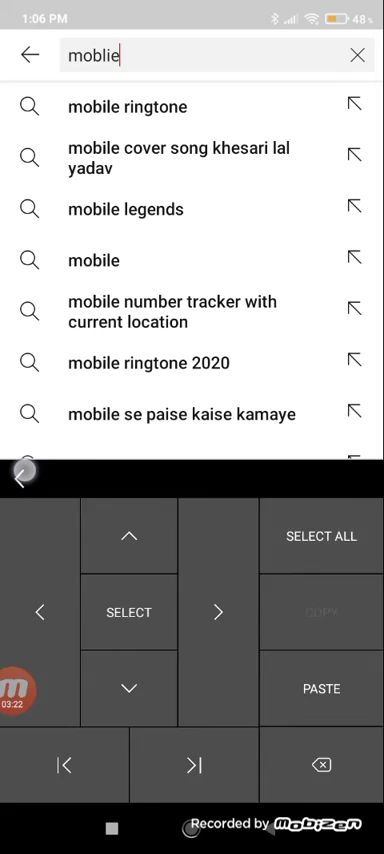 1:06 PM
48%
moblie
mobile ringtone
mobile cover song khesari lal
yadav
mobile legends
mobile
mobile number tracker with
current location
mobile ringtone 2020
mobile se paise kaise kamaye
SELECT ALL
SELECT
COPY
PASTE
03:22
Recorded by mobizen